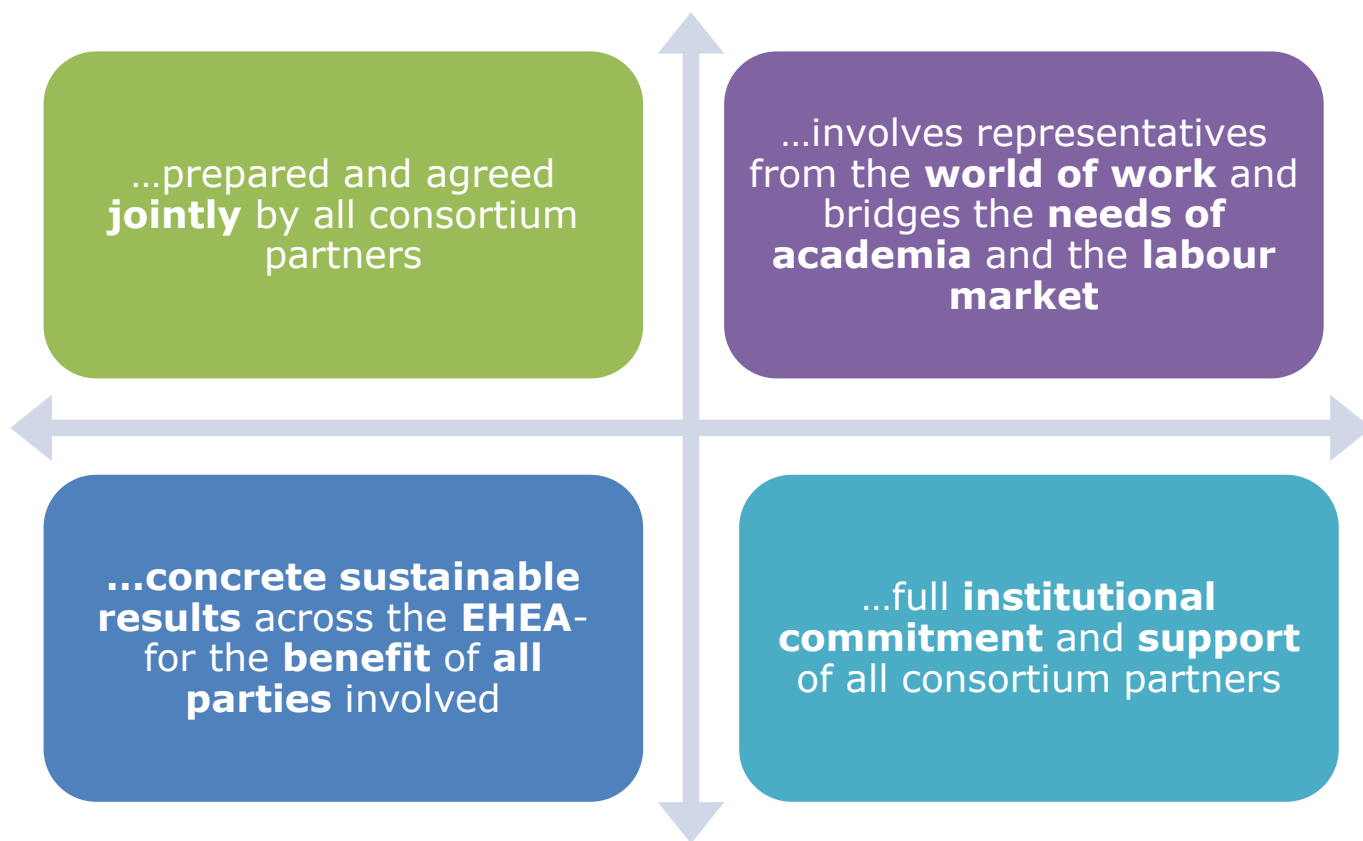 …prepared and agreed
jointly by all consortium
partners
…involves representatives
from the world of work and
bridges the needs of
academia and the labour
market
…concrete sustainable
results across the EHEA-
for the benefit of all
parties involved
…full institutional
commitment and support
of all consortium partners